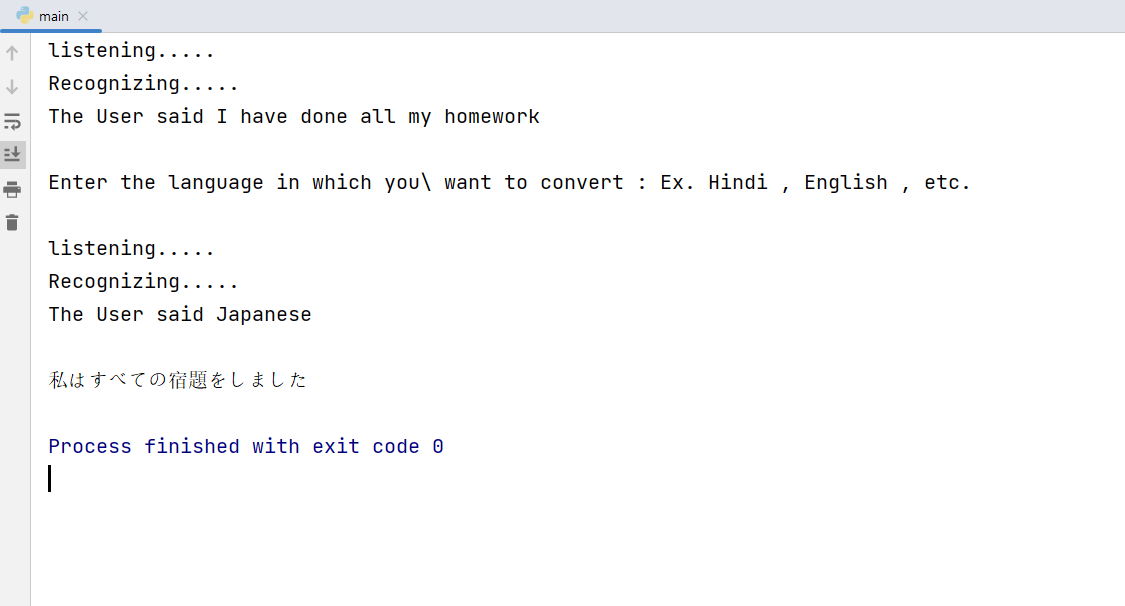 main
listening.....
Recognizing.....
The User said I have done all my homework
Enter the language in which you\ want to convert : Ex. Hindi , English , etc.
listening.....
Recognizing.....
The User said Japanese
私はすべての宿題をしました
Process finished with exit code 0